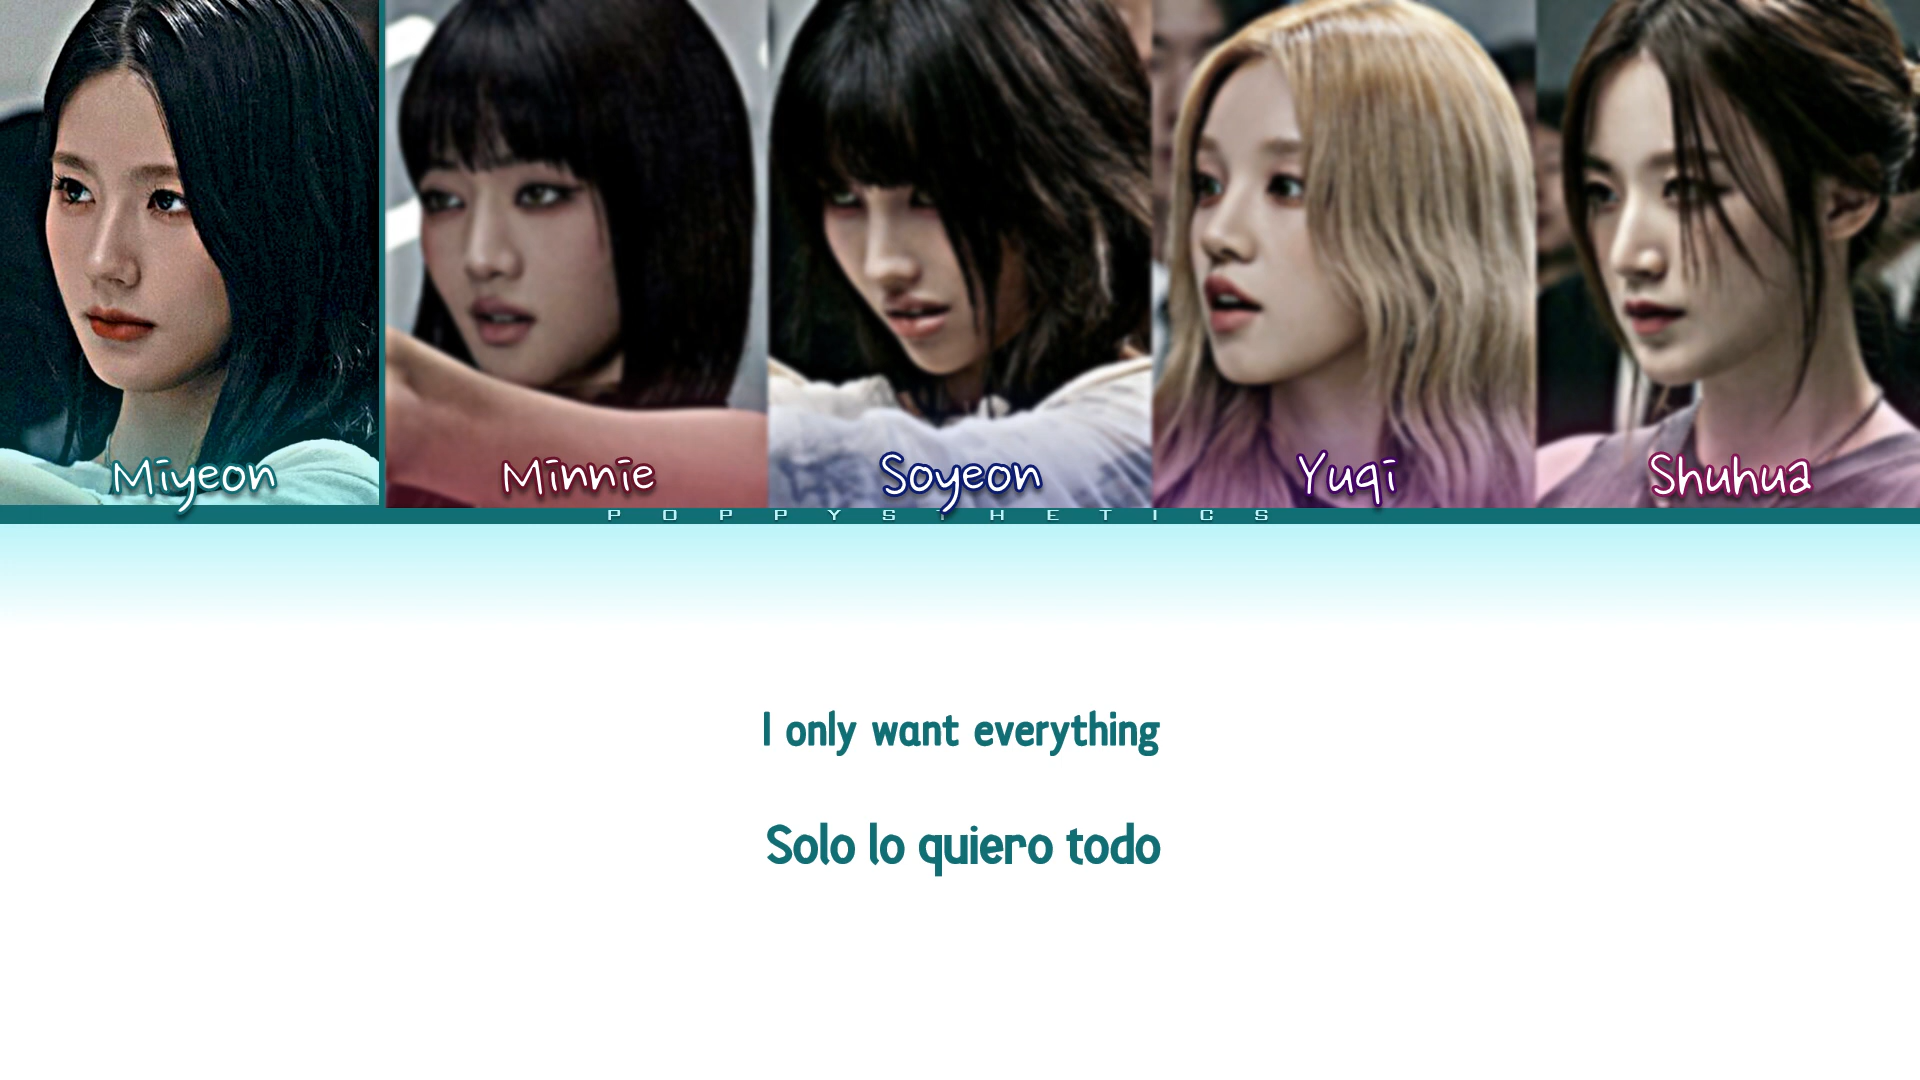 Miyeon Minnie Soyeon Yuqi Shuhua
POPPYSTHETICS
I only want everything
Solo lo quiero todo